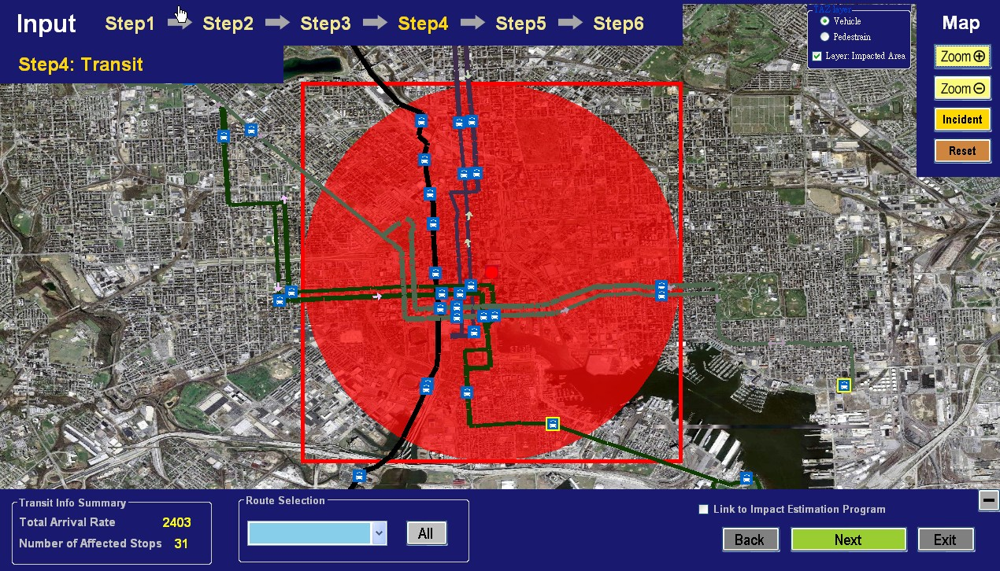 Input Step1 Step2 Step3 Step4 Step5 Step6
Step4: Transit
TAZ layer
Vehicle
Pedestrain
Layer: Impacted Area
Map
Zoom
Zoom
Incident
Reset
Transit Info Summary
Total Arrival Rate 2403
Number of Affected Stops 31
Route Selection
All
Link to Impact Estimation Program
Back Next Exit